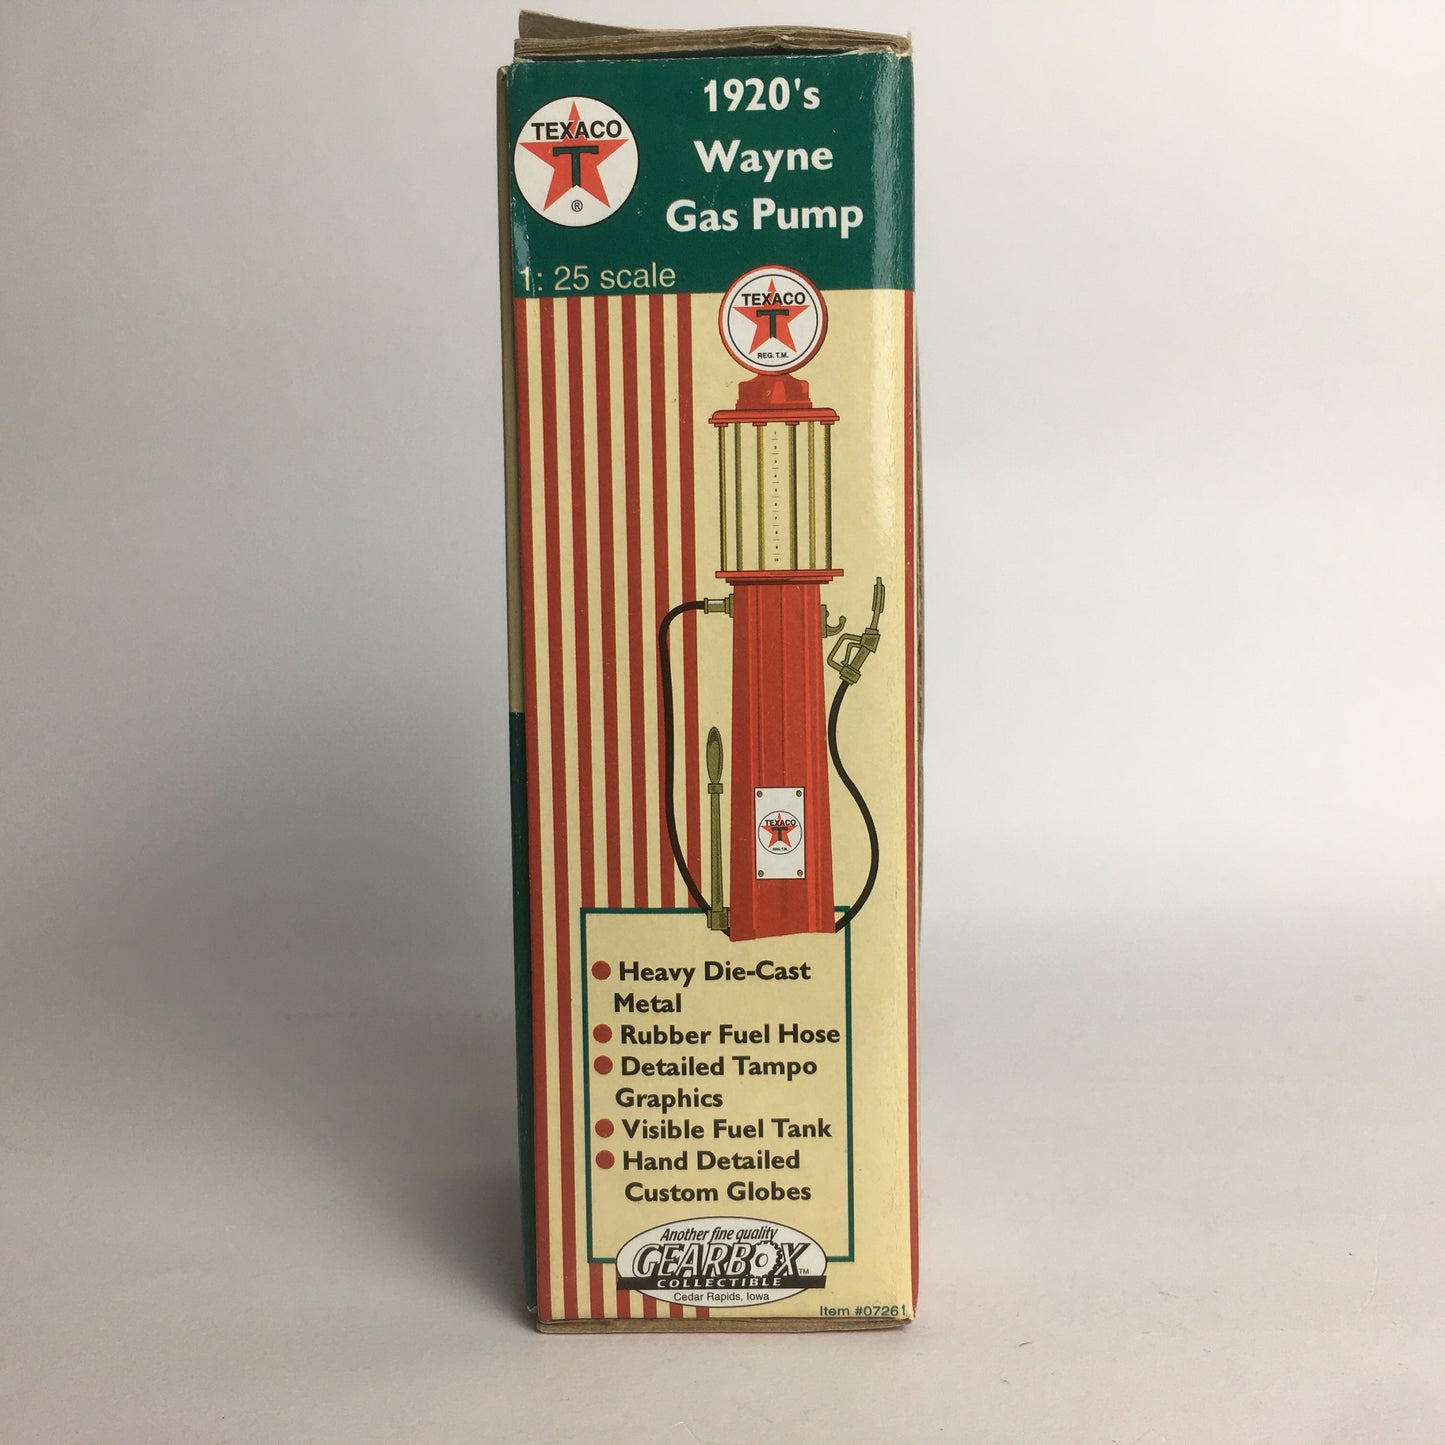 TEXACO
T
®
1920's
Wayne
Gas Pump
1: 25 scale
TEXACO
T
REG. T.M.
TEXACO
T
REG. T.M.
Heavy Die-Cast
Metal
Rubber Fuel Hose
Detailed Tampo
Graphics
Visible Fuel Tank
Hand Detailed
Custom Globes
Another fine quality
GEARBOX TM
COLLECTIBLE
Cedar Rapids, Iowa
Item #07261